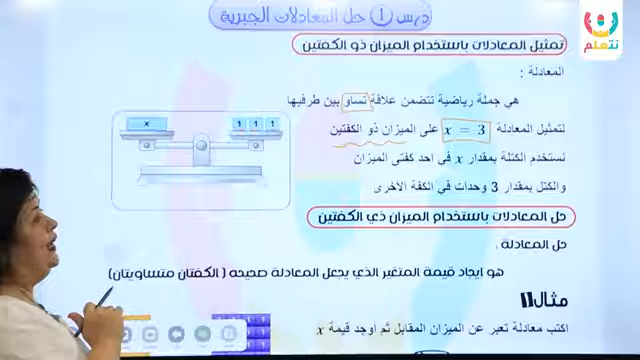 درس 1 حل المعادلات الجبرية
نتعلم
تمثيل المعادلات باستخدام الميزان ذو الكفتين
المعادلة :
هي جملة رياضية تتضمن علاقة تساو بين طرفيها
لتمثيل المعادلة x = 3 على الميزان ذو الكفتين
نستخدم الكتلة بمقدار x في احد كفتى الميزان
والكتل بمقدار 3 وحدات في الكفة الأخرى
x 1 1 1
حل المعادلات باستخدام الميزان ذي الكفتين
حل المعادلة :
هو ايجاد قيمة المتغير الذي يجعل المعادلة صحيحه ( الكفتان متساويتان)
مثال 1
اكتب معادلة تعبر عن الميزان المقابل ثم أوجد قيمة x